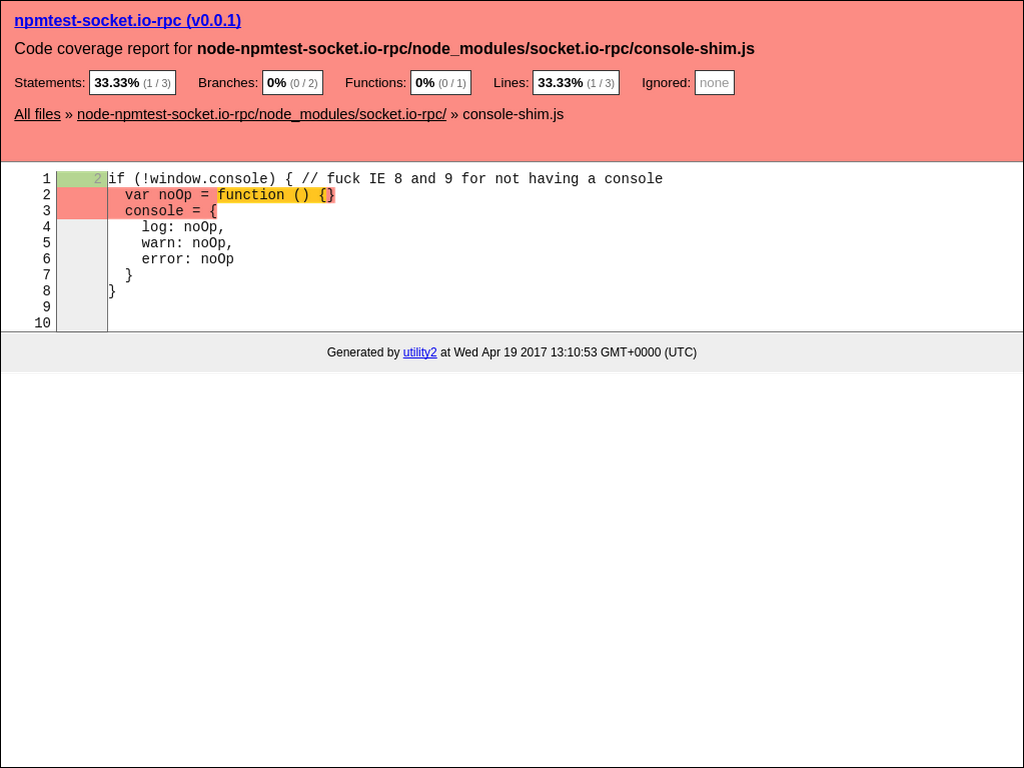 npmtest-socket.io-rpc (v0.0.1)
Code coverage report for node-npmtest-socket.io-rpc/node_modules/socket.io-rpc/console-shim.js
Statements: 33.33% (1 / 3) Branches: 0% (0 / 2) Functions: 0% (0 / 1) Lines: 33.33% (1 / 3) Ignored: none
All files » node-npmtest-socket.io-rpc/node_modules/socket.io-rpc/ » console-shim.js
1 2 if (!window.console) { // fuck IE 8 and 9 for not having a console
2   var noOp = function () {}
3   console = {
4     log: noOp,
5     warn: noOp,
6     error: noOp
7   }
8 }
9
10
Generated by utility2 at Wed Apr 19 2017 13:10:53 GMT+0000 (UTC)